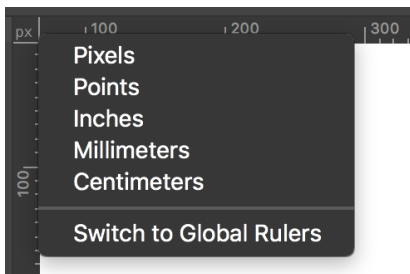 px 100 200 300
Pixels
Points
Inches
Millimeters
100
Centimeters
Switch to Global Rulers